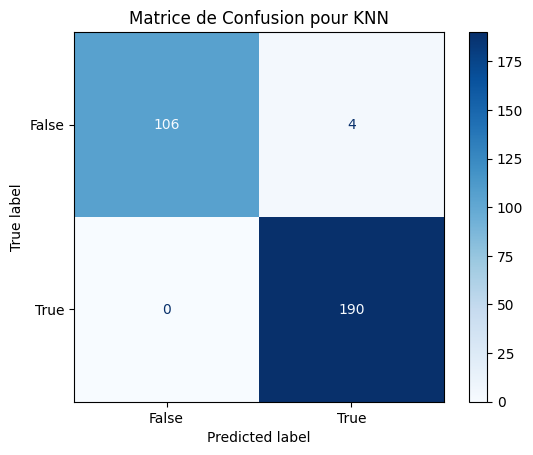 Matrice de Confusion pour KNN
175
150
125
100
75
50
25
0
True label
False
106
4
True
0
190
False
True
Predicted label